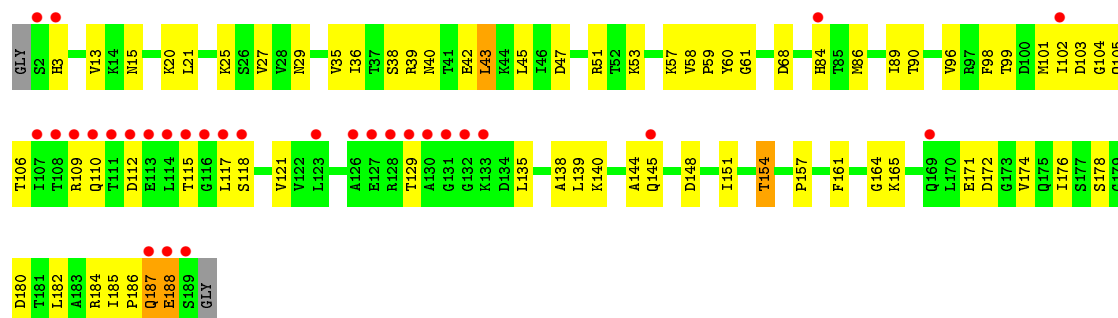 GLY S2 H3 V13 K14 N15 K20 L21 K25 S26 V27 V28 N29 V35 I36 T37 S38 R39 N40 T41 E42 L43 K44 L45 I46 D47 R51 T52 K53 K57 V58 P59 Y60 G61 D68 H84 T85 M86 I89 T90 V96 R97 F98 T99 D100 M101 I102 D103 G104 Q105
T106 I107 T108 R109 Q110 T111 D112 E113 L114 T115 G116 L117 S118 V121 V122 L123 A126 E127 R128 T129 A130 G131 G132 K133 D134 L135 A138 L139 K140 A144 Q145 D148 I151 T154 P157 F161 G164 K165 Q169 L170 E171 D172 G173 V174 Q175 I176 S177 S178 G179
D180 T181 L182 A183 R184 I185 P186 Q187 E188 S189 GLY